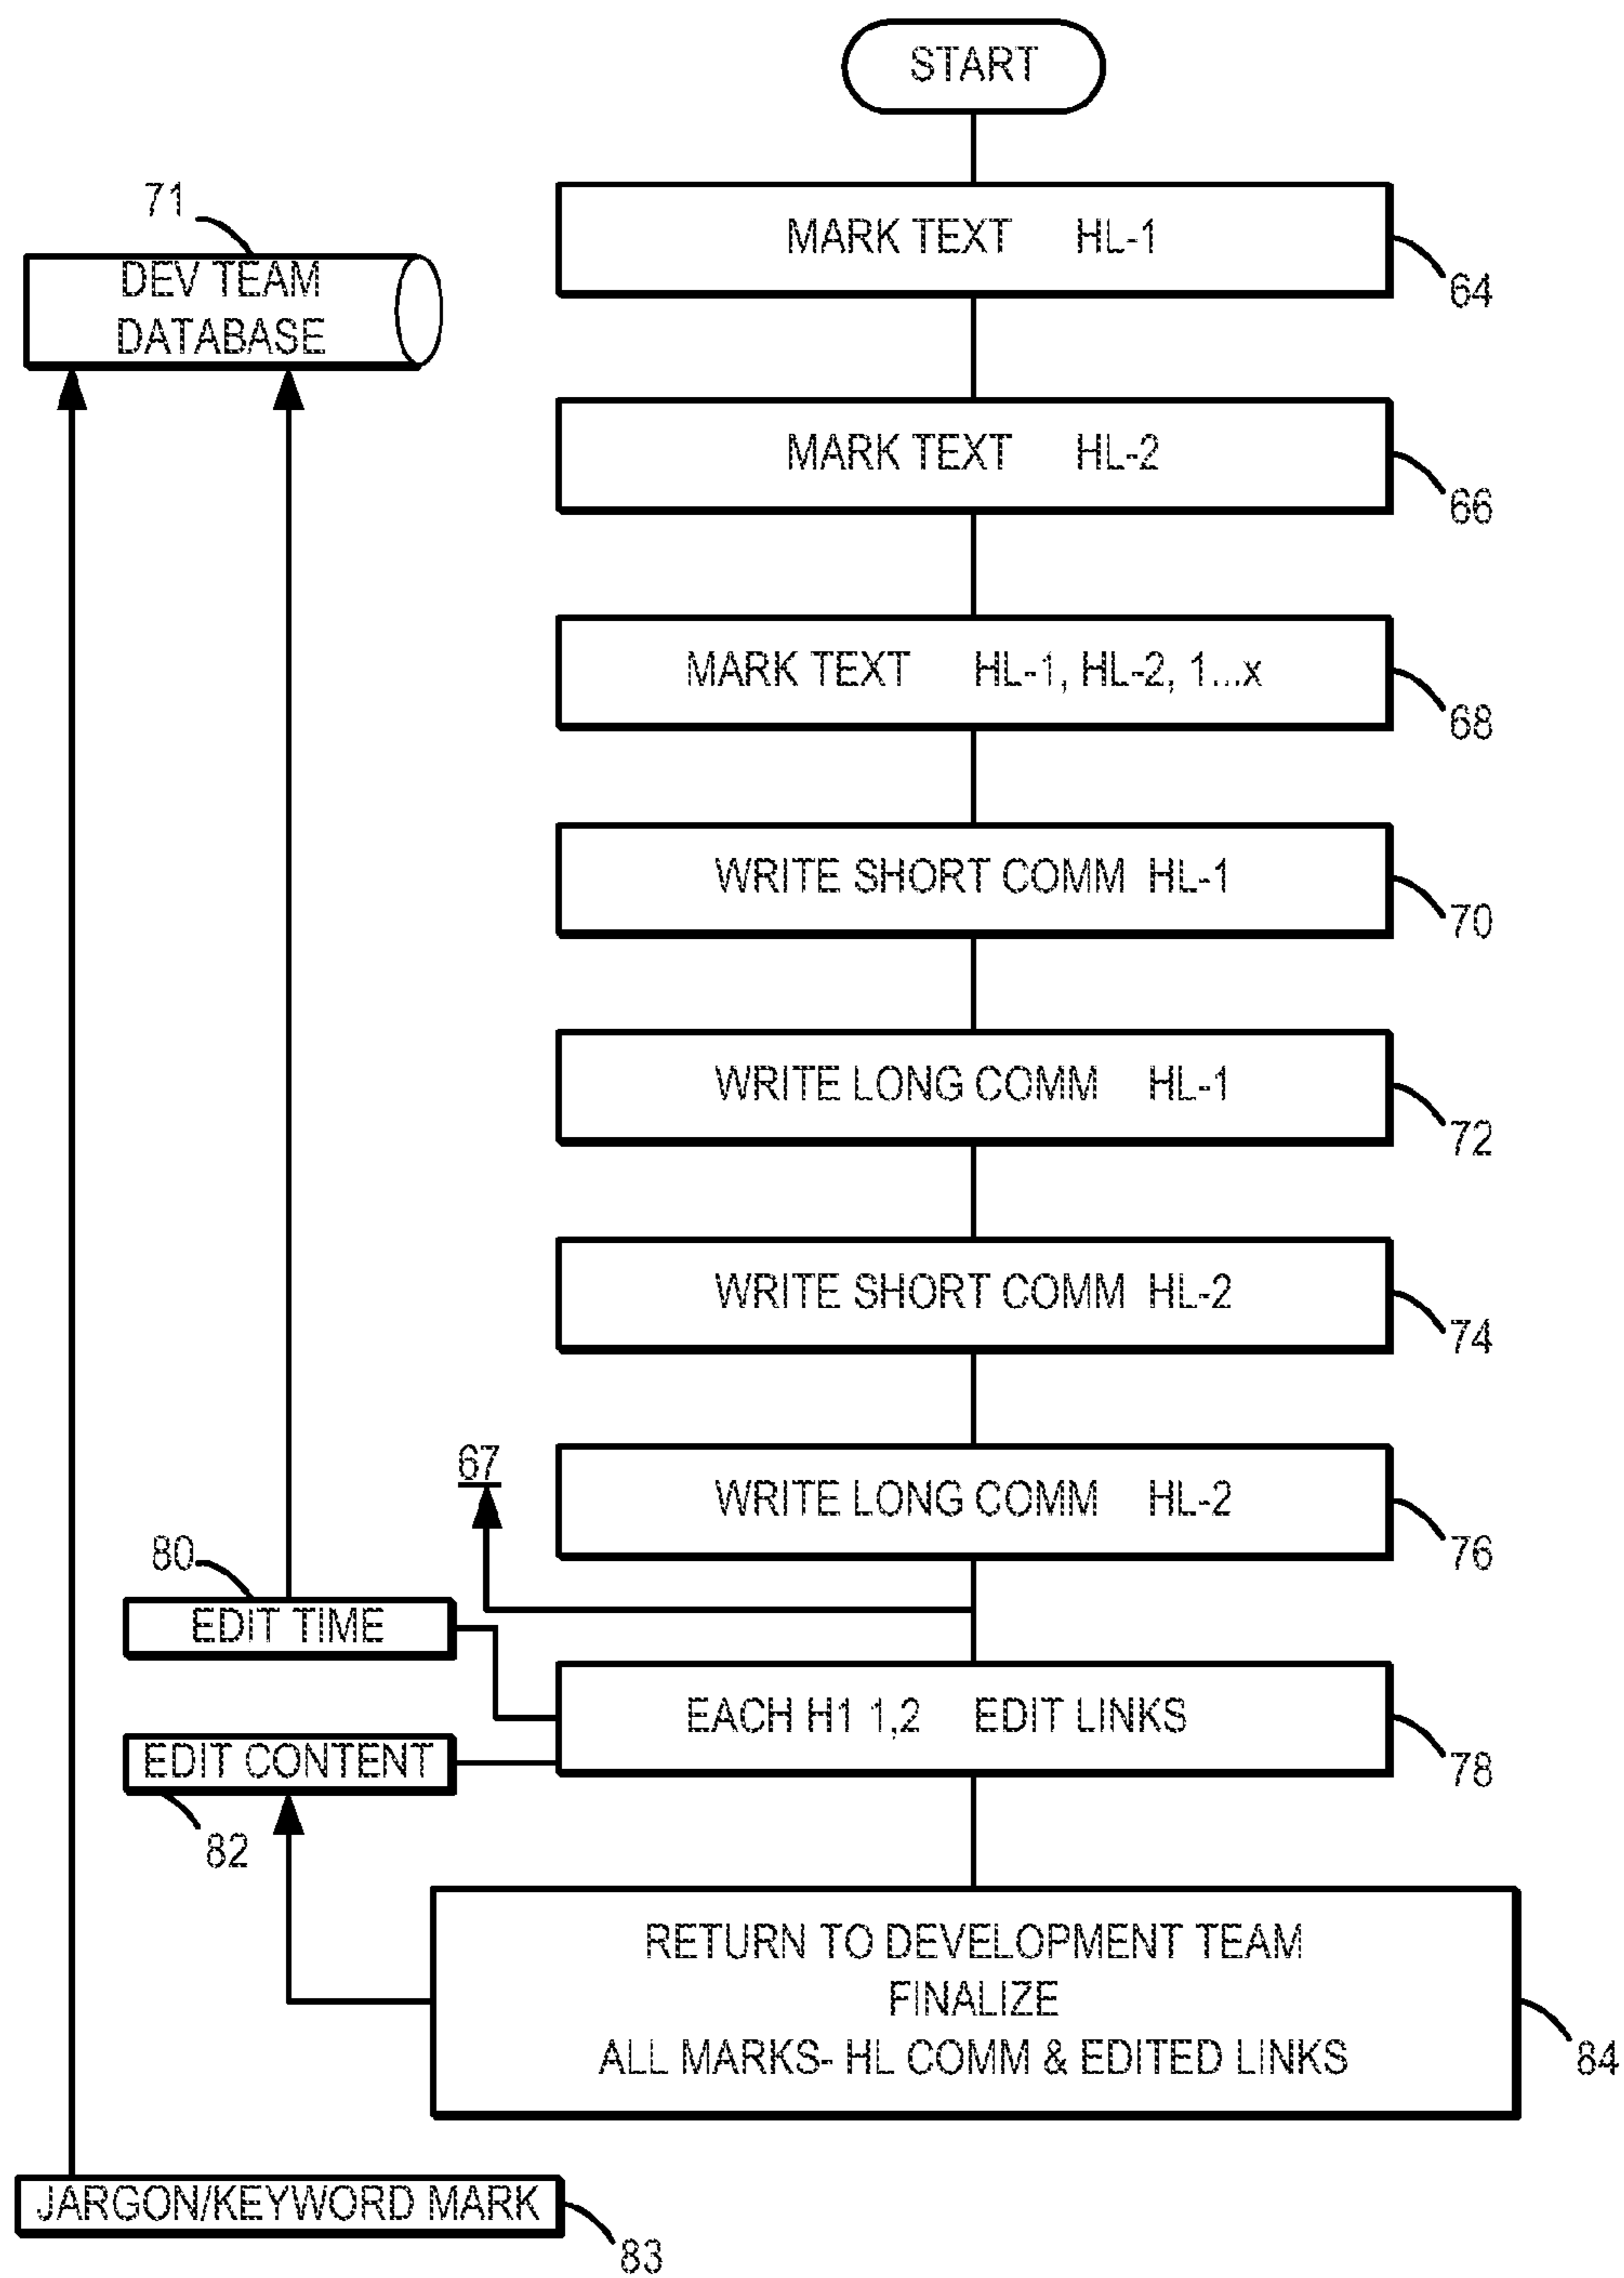 START
71
DEV TEAM
DATABASE
MARK TEXT HL-1
64
MARK TEXT HL-2
66
MARK TEXT HL-1, HL-2, 1...x
68
WRITE SHORT COMM HL-1
70
WRITE LONG COMM HL-1
72
WRITE SHORT COMM HL-2
74
67
WRITE LONG COMM HL-2
76
80
EDIT TIME
EACH H1 1,2 EDIT LINKS
78
EDIT CONTENT
82
RETURN TO DEVELOPMENT TEAM
FINALIZE
ALL MARKS- HL COMM & EDITED LINKS
84
JARGON/KEYWORD MARK
83